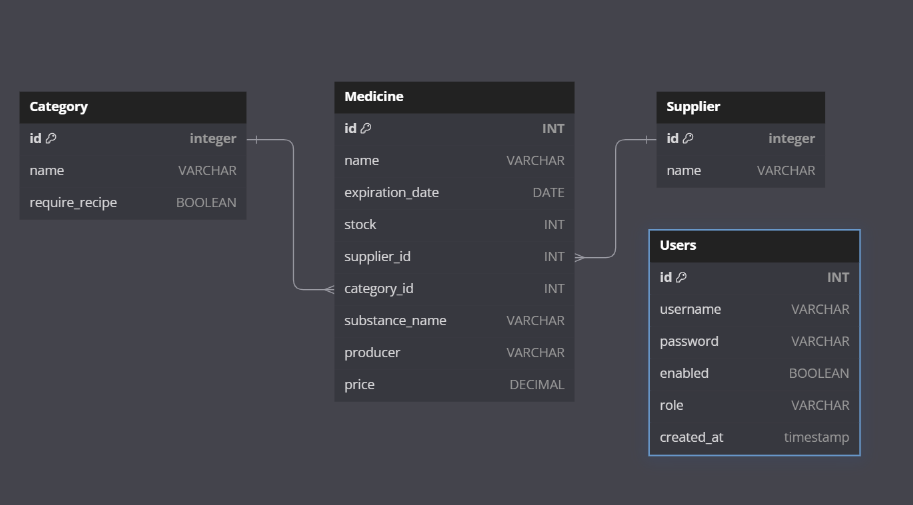 Category
id integer
name VARCHAR
require_recipe BOOLEAN
Medicine
id INT
name VARCHAR
expiration_date DATE
stock INT
supplier_id INT
category_id INT
substance_name VARCHAR
producer VARCHAR
price DECIMAL
Supplier
id integer
name VARCHAR
Users
id INT
username VARCHAR
password VARCHAR
enabled BOOLEAN
role VARCHAR
created_at timestamp